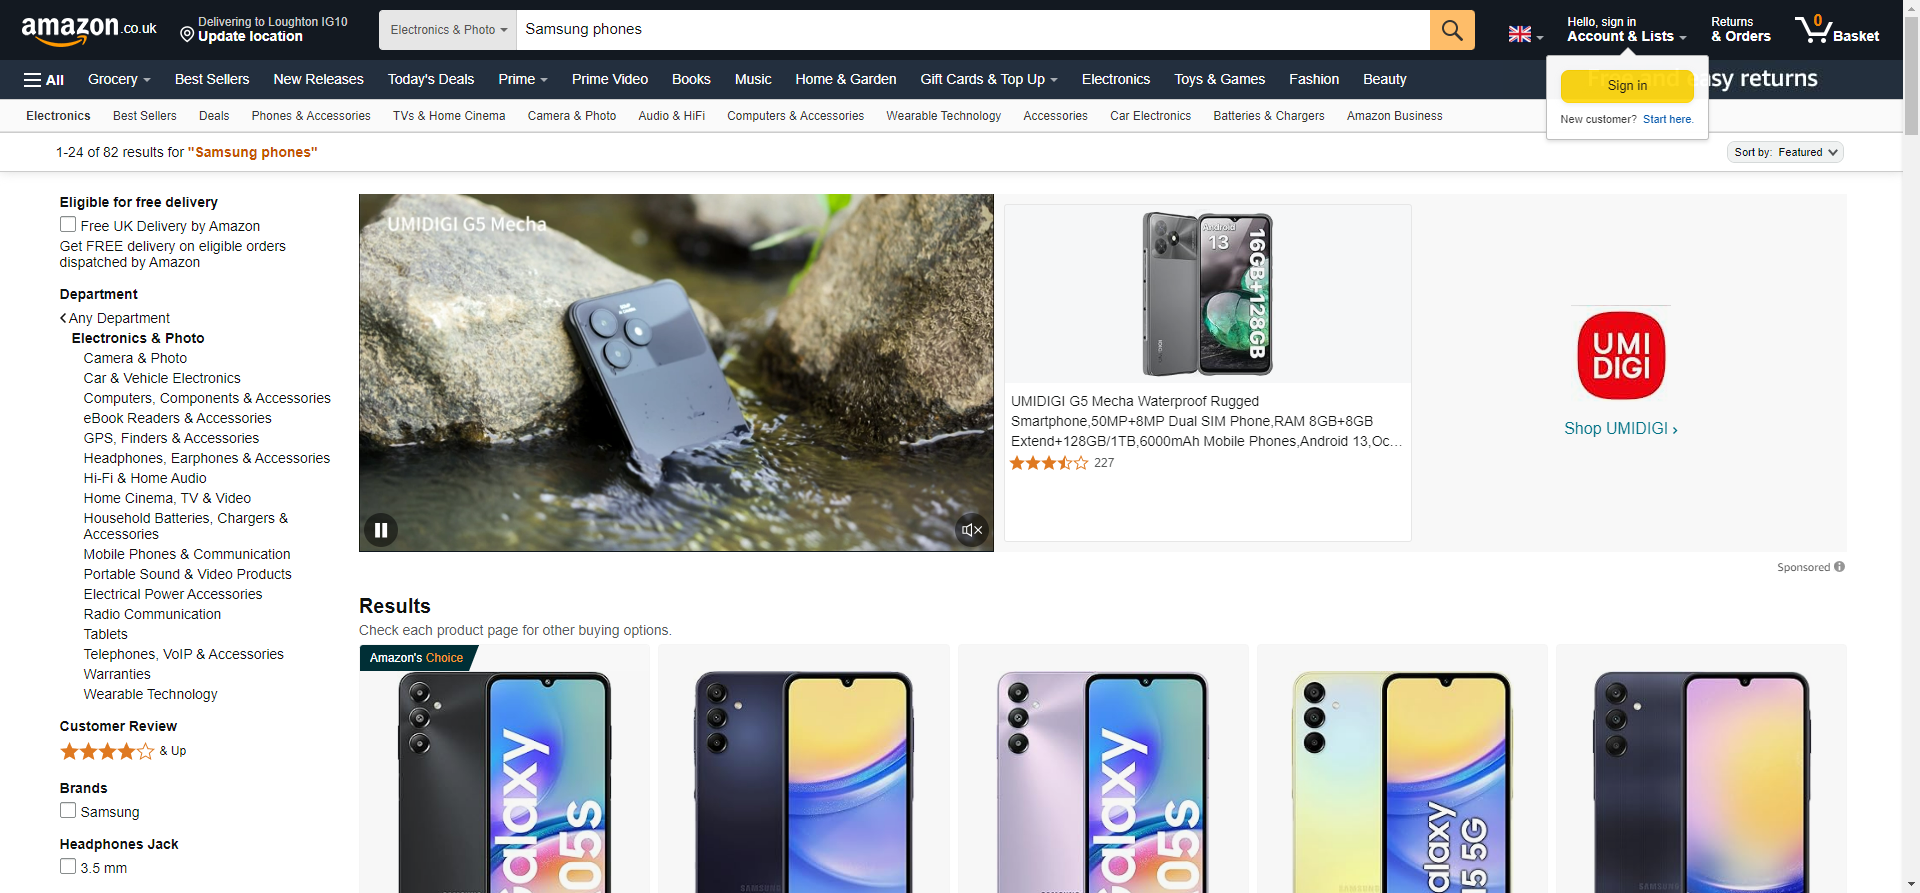 amazon.co.uk
Delivering to Loughton IG10
Update location
Electronics & Photo
Samsung phones
Hello, sign in
Account & Lists
Returns
& Orders
0
Basket
All
Grocery
Best Sellers
New Releases
Today's Deals
Prime
Prime Video
Books
Music
Home & Garden
Gift Cards & Top Up
Electronics
Toys & Games
Fashion
Beauty
easy returns
Sign in
New customer? Start here.
Electronics
Best Sellers
Deals
Phones & Accessories
TVs & Home Cinema
Camera & Photo
Audio & HiFi
Computers & Accessories
Wearable Technology
Accessories
Car Electronics
Batteries & Chargers
Amazon Business
1-24 of 82 results for "Samsung phones"
Sort by: Featured
Eligible for free delivery
Free UK Delivery by Amazon
Get FREE delivery on eligible orders
dispatched by Amazon
Department
Any Department
Electronics & Photo
Camera & Photo
Car & Vehicle Electronics
Computers, Components & Accessories
eBook Readers & Accessories
GPS, Finders & Accessories
Headphones, Earphones & Accessories
Hi-Fi & Home Audio
Home Cinema, TV & Video
Household Batteries, Chargers &
Accessories
Mobile Phones & Communication
Portable Sound & Video Products
Electrical Power Accessories
Radio Communication
Tablets
Telephones, VoIP & Accessories
Warranties
Wearable Technology
Customer Review
& Up
Brands
Samsung
Headphones Jack
3.5 mm
UMIDIGI G5 Mecha
Android
13
16GB+128GB
UMIDIGI G5 Mecha Waterproof Rugged
Smartphone,50MP+8MP Dual SIM Phone,RAM 8GB+8GB
Extend+128GB/1TB,6000mAh Mobile Phones,Android 13,Oc...
227
UMI
DIGI
Shop UMIDIGI ›
Sponsored
Results
Check each product page for other buying options.
Amazon's Choice
Galaxy
05s
Galaxy
05s
alaxy
5 5G